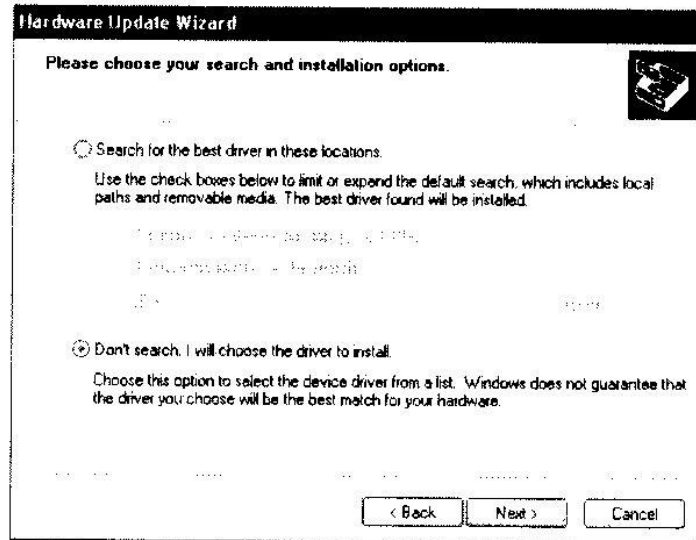 Hardware Update Wizard
Please choose your search and installation options.
Search for the best driver in these locations.
Use the check boxes below to limit or expand the default search, which includes local
paths and removable media. The best driver found will be installed.
Don't search. I will choose the driver to install.
Choose this option to select the device driver from a list. Windows does not guarantee that
the driver you choose will be the best match for your hardware.
< Back
Next >
Cancel